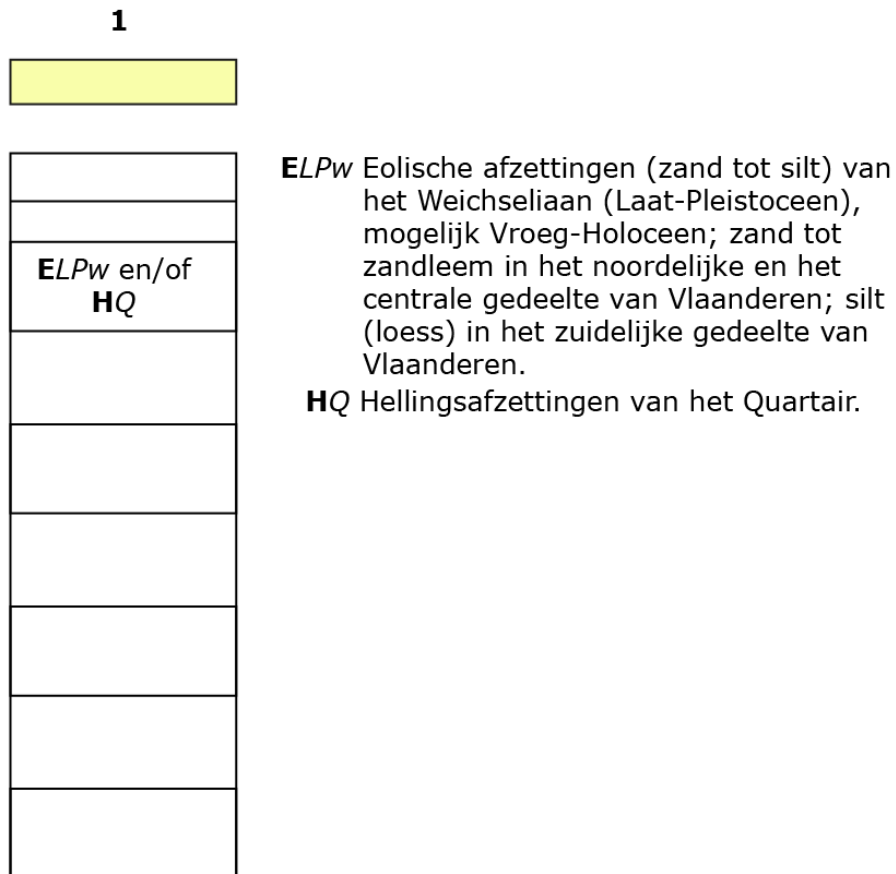 1
ELPw en/of
HQ
ELPw Eolische afzettingen (zand tot silt) van
het Weichseliaan (Laat-Pleistoceen),
mogelijk Vroeg-Holoceen; zand tot
zandleem in het noordelijke en het
centrale gedeelte van Vlaanderen; silt
(loess) in het zuidelijke gedeelte van
Vlaanderen.
HQ Hellingsafzettingen van het Quartair.